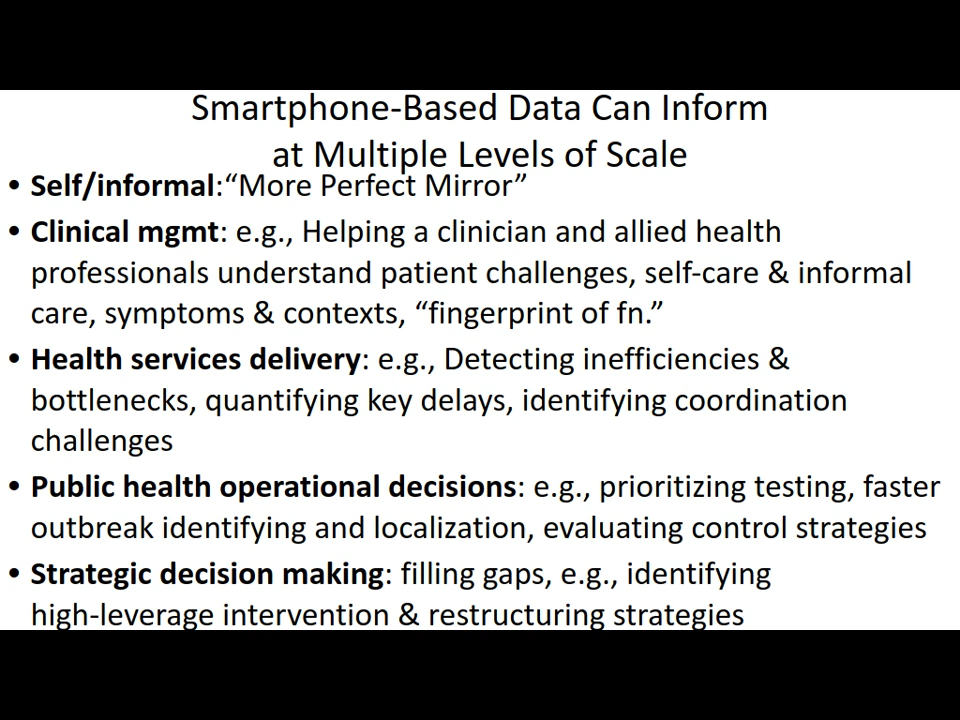 Smartphone-Based Data Can Inform
at Multiple Levels of Scale
• Self/informal:“More Perfect Mirror”
• Clinical mgmt: e.g., Helping a clinician and allied health
professionals understand patient challenges, self-care & informal
care, symptoms & contexts, “fingerprint of fn.”
• Health services delivery: e.g., Detecting inefficiencies &
bottlenecks, quantifying key delays, identifying coordination
challenges
• Public health operational decisions: e.g., prioritizing testing, faster
outbreak identifying and localization, evaluating control strategies
• Strategic decision making: filling gaps, e.g., identifying
high-leverage intervention & restructuring strategies